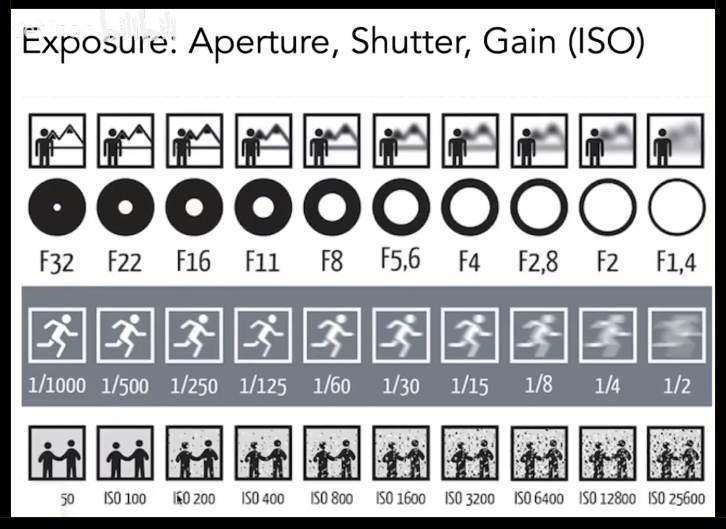 Exposure: Aperture, Shutter, Gain (ISO)
F32 F22 F16 F11 F8 F5,6 F4 F2,8 F2 F1,4
1/1000 1/500 1/250 1/125 1/60 1/30 1/15 1/8 1/4 1/2
50 ISO 100 ISO 200 ISO 400 ISO 800 ISO 1600 ISO 3200 ISO 6400 ISO 12800 ISO 25600